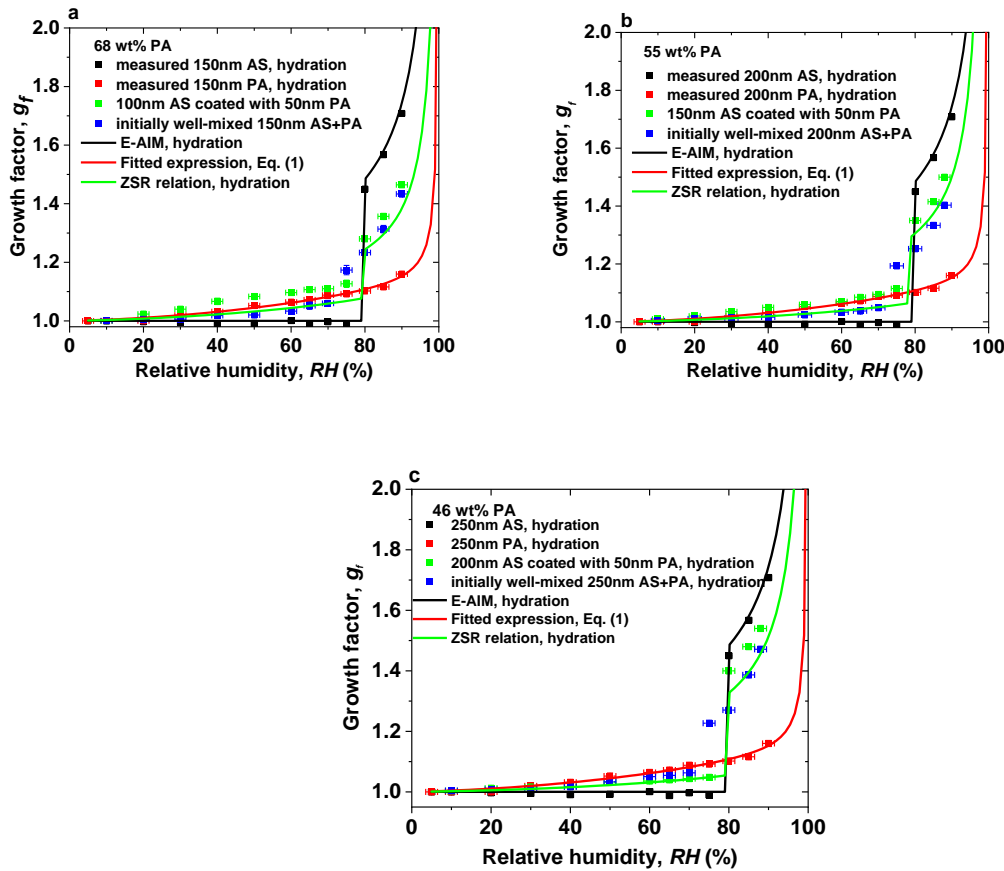 a
2.0
1.8
1.6
1.4
1.2
1.0
Growth factor, gf
68 wt% PA
measured 150nm AS, hydration
measured 150nm PA, hydration
100nm AS coated with 50nm PA
initially well-mixed 150nm AS+PA
E-AIM, hydration
Fitted expression, Eq. (1)
ZSR relation, hydration
0 20 40 60 80 100
Relative humidity, RH (%)
b
2.0
1.8
1.6
1.4
1.2
1.0
Growth factor, g
55 wt% PA
measured 200nm AS, hydration
measured 200nm PA, hydration
150nm AS coated with 50nm PA
initially well-mixed 200nm AS+PA
E-AIM, hydration
Fitted expression, Eq. (1)
ZSR relation, hydration
0 20 40 60 80 100
Relative humidity, RH (%)
c
2.0
1.8
1.6
1.4
1.2
1.0
Growth factor, gf
46 wt% PA
250nm AS, hydration
250nm PA, hydration
200nm AS coated with 50nm PA, hydration
initially well-mixed 250nm AS+PA, hydration
E-AIM, hydration
Fitted expression, Eq. (1)
ZSR relation, hydration
0 20 40 60 80 100
Relative humidity, RH (%)